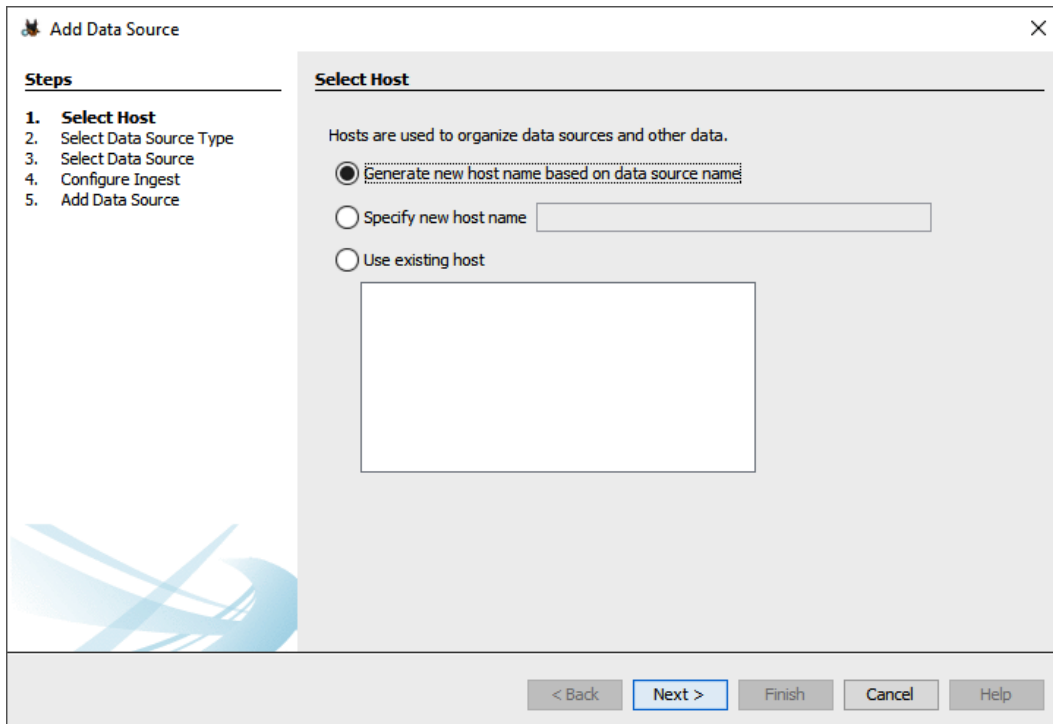 Add Data Source
Steps
1. Select Host
2. Select Data Source Type
3. Select Data Source
4. Configure Ingest
5. Add Data Source
Select Host
Hosts are used to organize data sources and other data.
Generate new host name based on data source name
Specify new host name
Use existing host
< Back Next > Finish Cancel Help